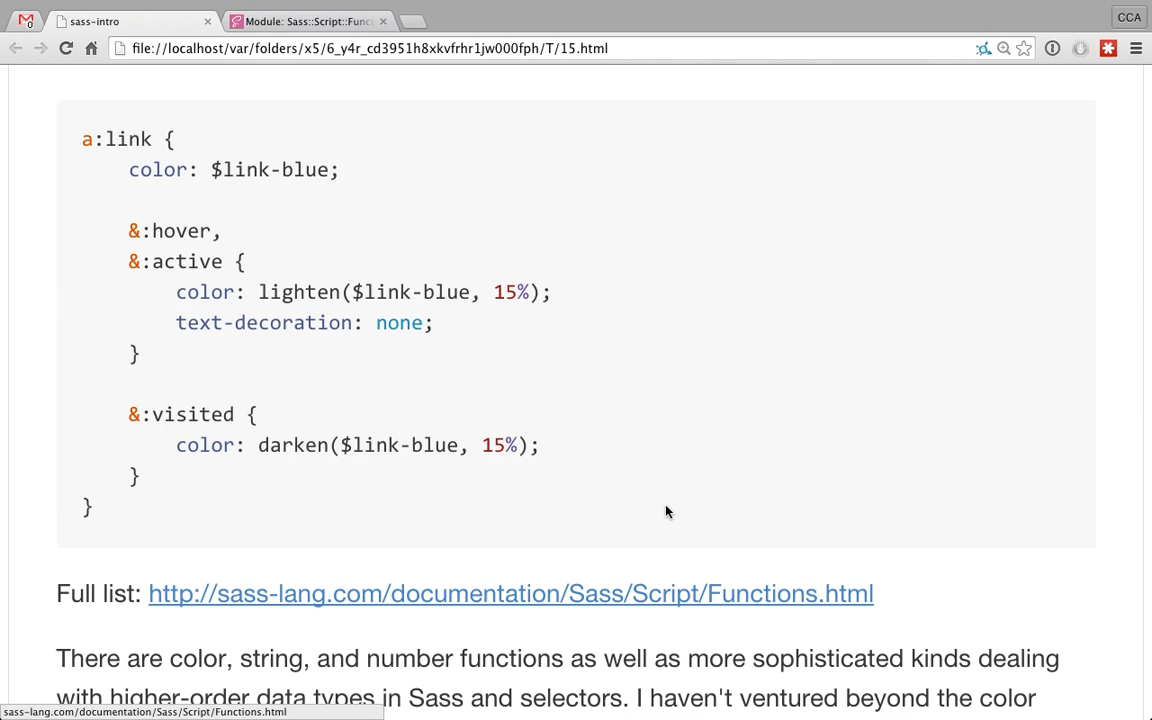 0
sass-intro
Module: Sass::Script::Func
CCA
file://localhost/var/folders/x5/6_y4r_cd3951h8xkvfrhr1jw000fph/T/15.html
a:link {
color: $link-blue;
&:hover,
&:active {
color: lighten($link-blue, 15%);
text-decoration: none;
}
&:visited {
color: darken($link-blue, 15%);
}
}
Full list: http://sass-lang.com/documentation/Sass/Script/Functions.html
There are color, string, and number functions as well as more sophisticated kinds dealing
with higher-order data types in Sass and selectors. I haven't ventured beyond the color
sass-lang.com/documentation/Sass/Script/Functions.html